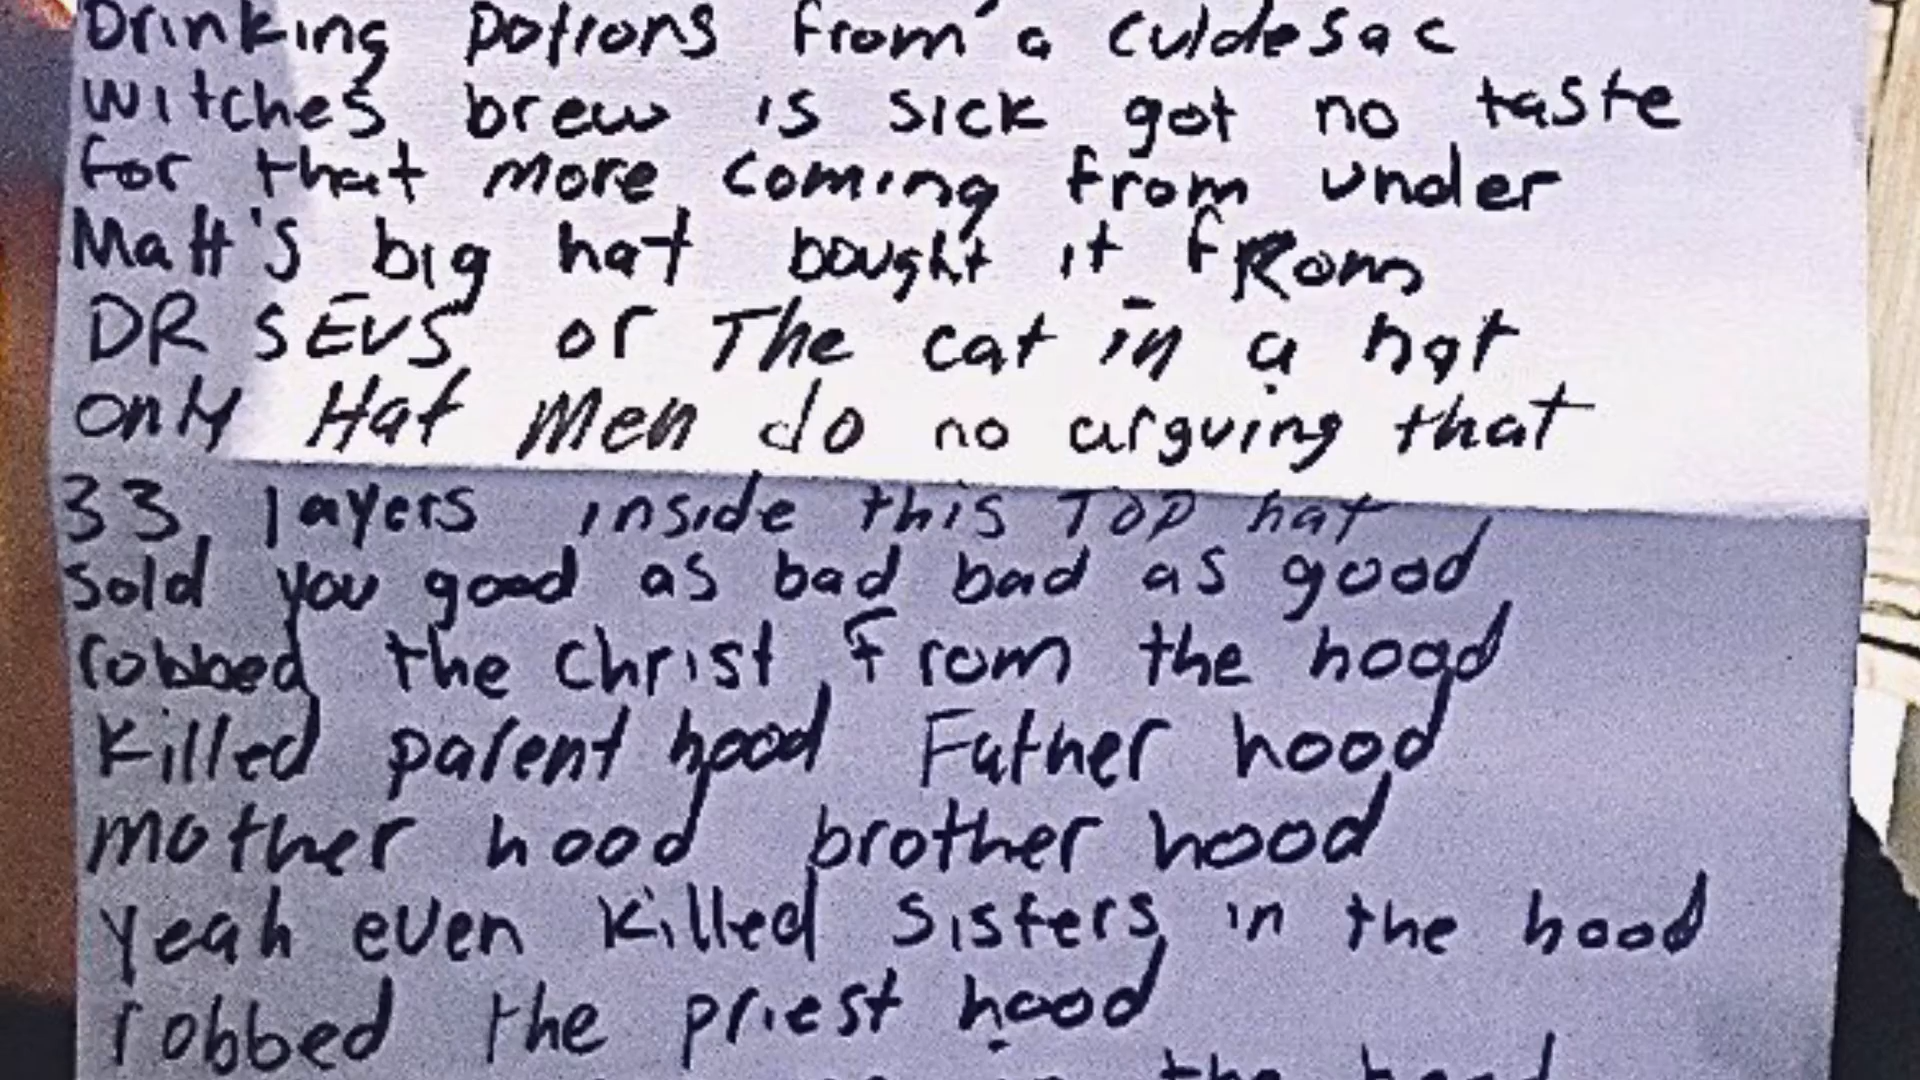 Drinking potions from a culdesac
witches brew is sick got no taste
for that more coming from under
Matt's big hat bought it fRom
DR SEUS or The cat in a hat
only Hat Men do no arguing that
33 layers inside this TOP hat
sold you good as bad bad as good
robbed the christ from the hood
Killed parent hood Father hood
mother hood brother hood
yeah even killed sisters in the hood
robbed the priest hood
the hood